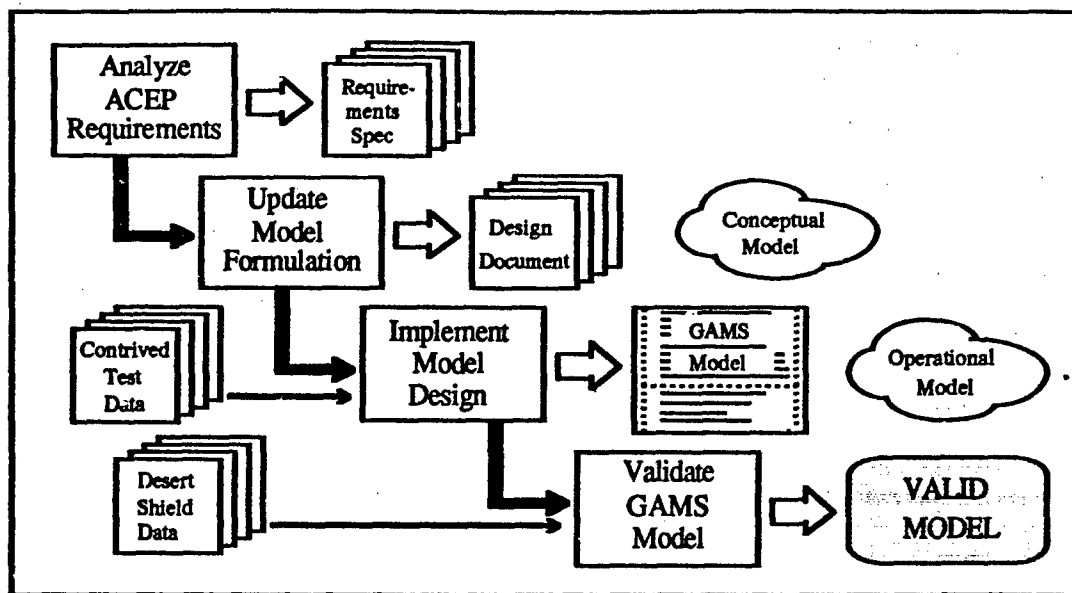 Analyze
ACEP
Requirements
Require-
ments
Spec
Update
Model
Formulation
Design
Document
Conceptual
Model
Contrived
Test
Data
Implement
Model
Design
GAMS
Model
Operational
Model
Desert
Shield
Data
Validate
GAMS
Model
VALID
MODEL